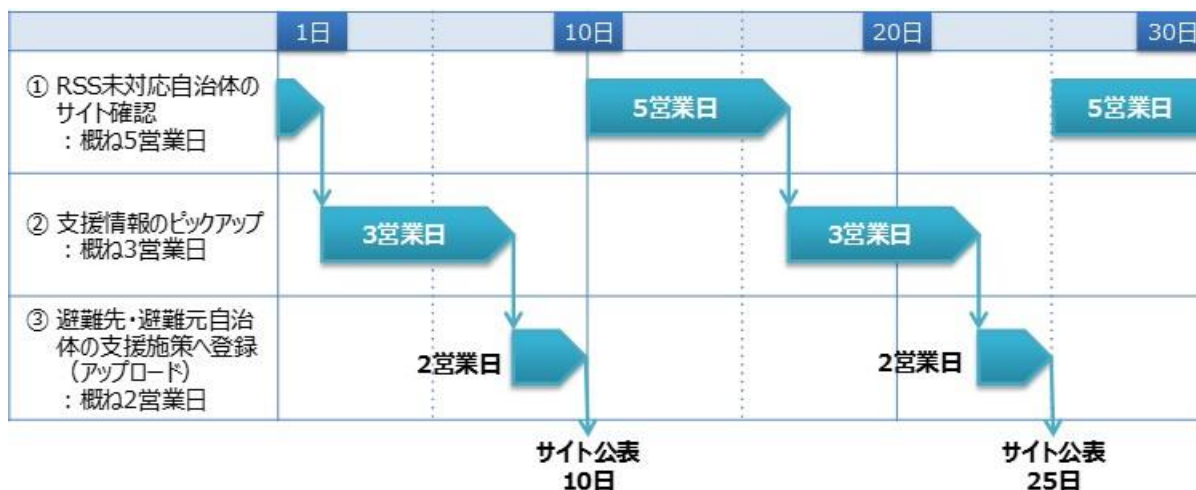 1日
10日
20日
30日
① RSS未対応自治体の
サイト確認
：概ね5営業日
5営業日
5営業日
② 支援情報のピックアップ
：概ね3営業日
3営業日
3営業日
③ 避難先・避難元自治
体の支援施策へ登録
（アップロード）
：概ね2営業日
2営業日
2営業日
サイト公表
10日
サイト公表
25日